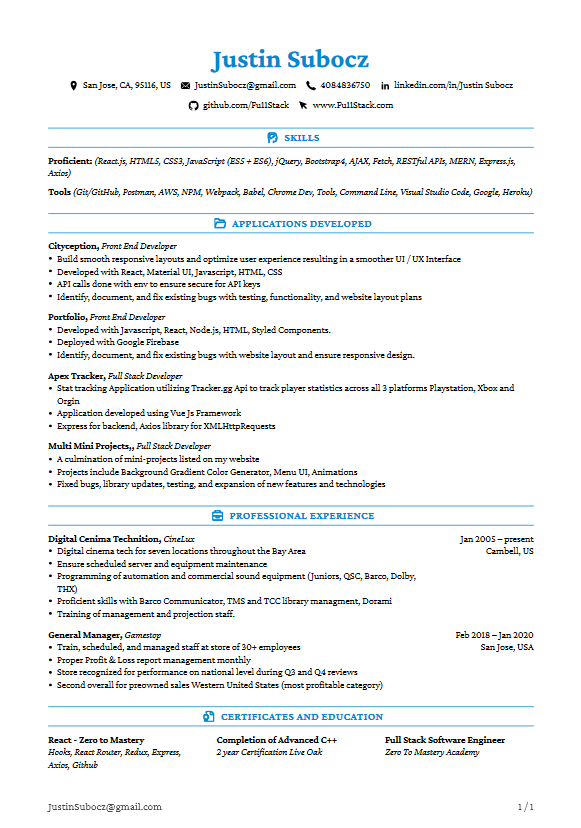 Justin Subocz
San Jose, CA, 95116, US JustinSubocz@gmail.com 4084836750 linkedin.com/in/Justin Subocz
github.com/FullStack www.FullStack.com
SKILLS
Proficient: (React.js, HTML5, CSS3, JavaScript (ES5 + ES6), jQuery, Bootstrap4, AJAX, Fetch, RESTful APIs, MERN, Express.js,
Axios)
Tools (Git/GitHub, Postman, AWS, NPM, Webpack, Babel, Chrome Dev, Tools, Command Line, Visual Studio Code, Google, Heroku)
APPLICATIONS DEVELOPED
Cityception, Front End Developer
• Build smooth responsive layouts and optimize user experience resulting in a smoother UI / UX Interface
• Developed with React, Material UI, Javascript, HTML, CSS
• API calls done with env to ensure secure for API keys
• Identify, document, and fix existing bugs with testing, functionality, and website layout plans
Portfolio, Front End Developer
• Developed with Javascript, React, Node.js, HTML, Styled Components.
• Deployed with Google Firebase
• Identify, document, and fix existing bugs with website layout and ensure responsive design.
Apex Tracker, Full Stack Developer
• Stat tracking Application utilizing Tracker.gg Api to track player statistics across all 3 platforms Playstation, Xbox and
Orgin
• Application developed using Vue Js Framework
• Express for backend, Axios library for XMLHttpRequests
Multi Mini Projects,, Full Stack Developer
• A culmination of mini-projects listed on my website
• Projects include Background Gradient Color Generator, Menu UI, Animations
• Fixed bugs, library updates, testing, and expansion of new features and technologies
PROFESSIONAL EXPERIENCE
Digital Cenima Technition, CineLux Jan 2005 – present
• Digital cinema tech for seven locations throughout the Bay Area Cambell, US
• Ensure scheduled server and equipment maintenance
• Programming of automation and commercial sound equipment (Juniors, QSC, Barco, Dolby,
THX)
• Proficient skills with Barco Communicator, TMS and TCC library managment, Dorami
• Training of management and projection staff.
General Manager, Gamestop Feb 2018 – Jan 2020
• Train, scheduled, and managed staff at store of 30+ employees San Jose, USA
• Proper Profit & Loss report management monthly
• Store recognized for performance on national level during Q3 and Q4 reviews
• Second overall for preowned sales Western United States (most profitable category)
CERTIFICATES AND EDUCATION
React - Zero to Mastery Completion of Advanced C++ Full Stack Software Engineer
Hooks, React Router, Redux, Express, 2 year Certification Live Oak Zero To Mastery Academy
Axios, Github
JustinSubocz@gmail.com 1 / 1